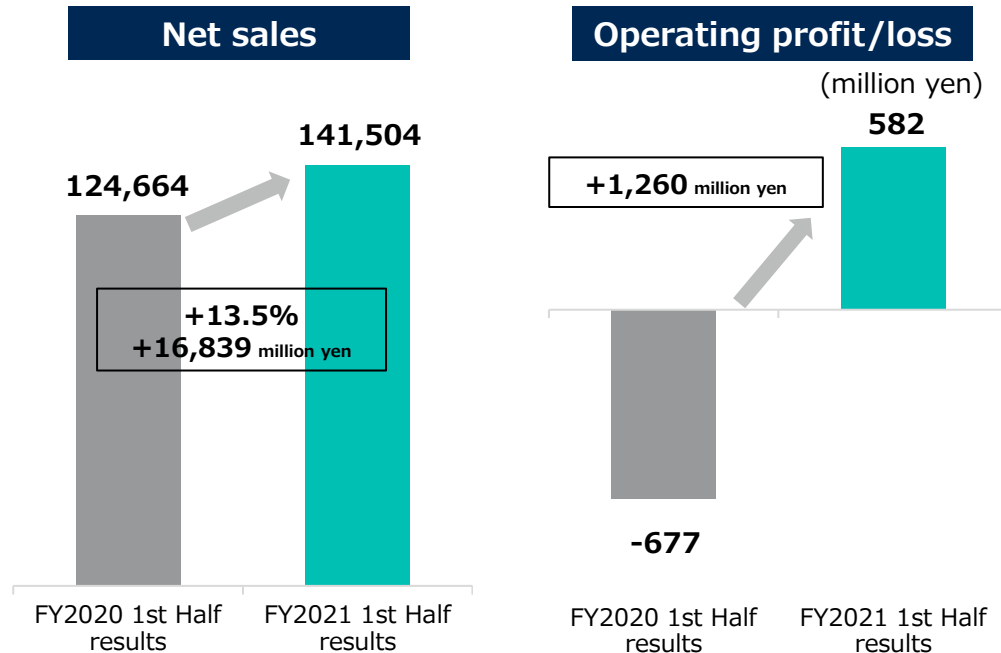 Net sales
124,664
141,504
+13.5%
+16,839 million yen
FY2020 1st Half
results
FY2021 1st Half
results
Operating profit/loss
(million yen)
582
+1,260 million yen
-677
FY2020 1st Half
results
FY2021 1st Half
results